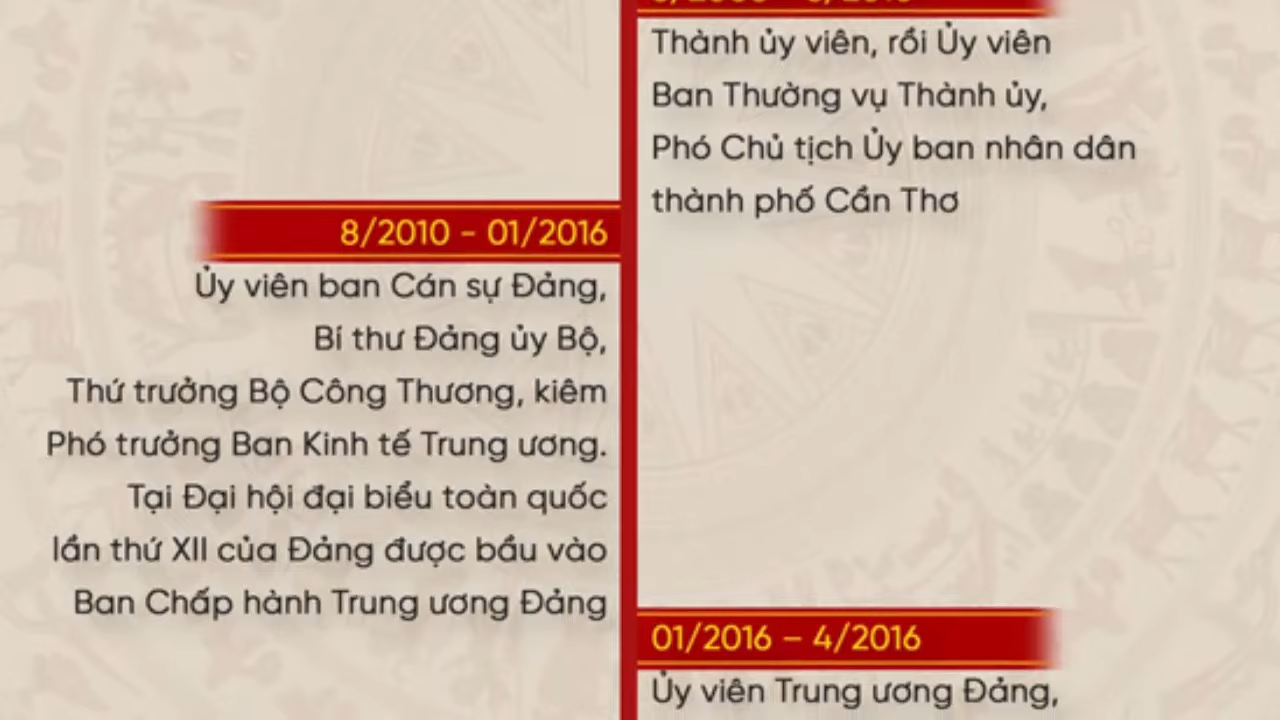 Thành ủy viên, rồi Ủy viên
Ban Thường vụ Thành ủy,
Phó Chủ tịch Ủy ban nhân dân
thành phố Cần Thơ
8/2010 - 01/2016
Ủy viên ban Cán sự Đảng,
Bí thư Đảng ủy Bộ,
Thứ trưởng Bộ Công Thương, kiêm
Phó trưởng Ban Kinh tế Trung ương.
Tại Đại hội đại biểu toàn quốc
lần thứ XII của Đảng được bầu vào
Ban Chấp hành Trung ương Đảng
01/2016 – 4/2016
Ủy viên Trung ương Đảng,